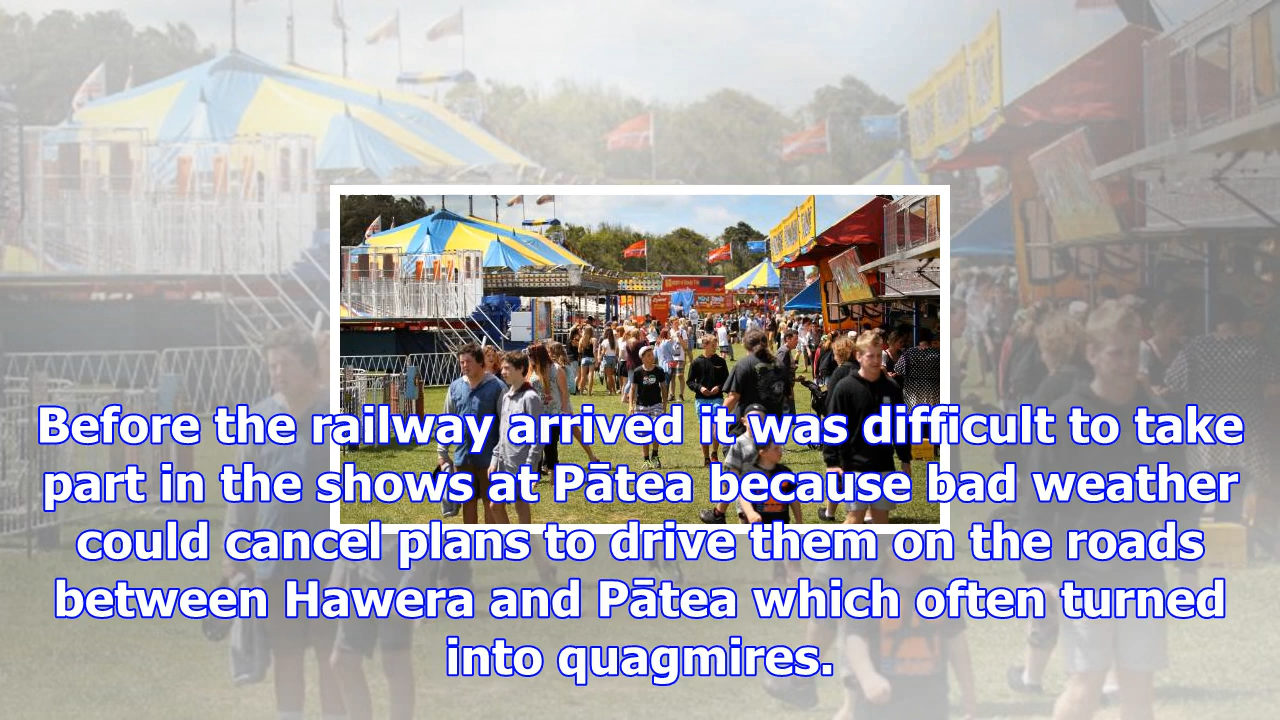 Before the railway arrived it was difficult to take
part in the shows at Pātea because bad weather
could cancel plans to drive them on the roads
between Hawera and Pātea which often turned
into quagmires.